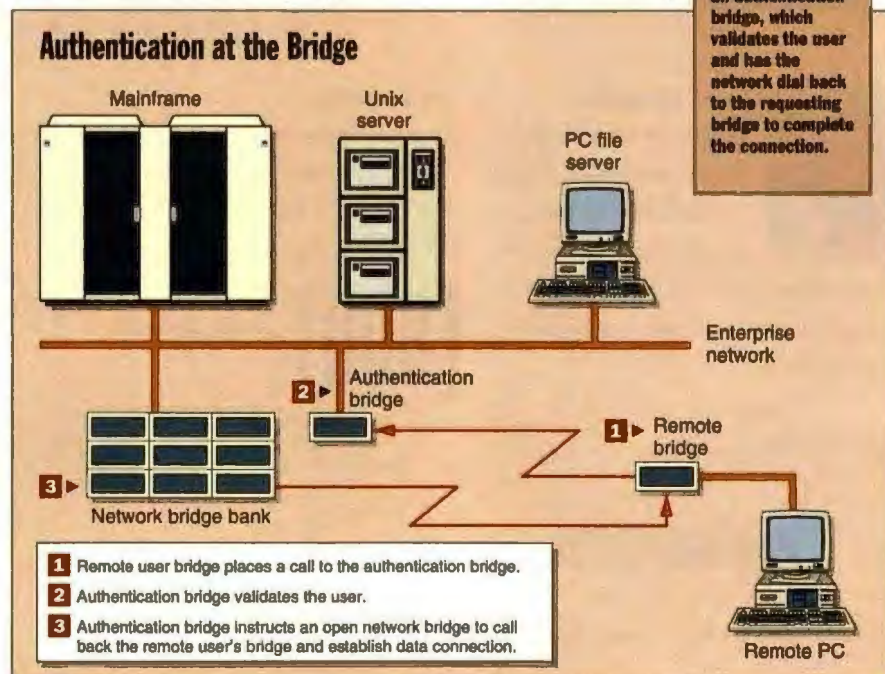 authentication
bridge, which
validates the user
and has the
network dial back
to the requesting
bridge to complete
the connection.
Authentication at the Bridge
Mainframe
Unix
server
PC file
server
Enterprise
network
2 Authentication
bridge
1 Remote
bridge
3
Network bridge bank
1 Remote user bridge places a call to the authentication bridge.
2 Authentication bridge validates the user.
3 Authentication bridge instructs an open network bridge to call
back the remote user's bridge and establish data connection.
Remote PC